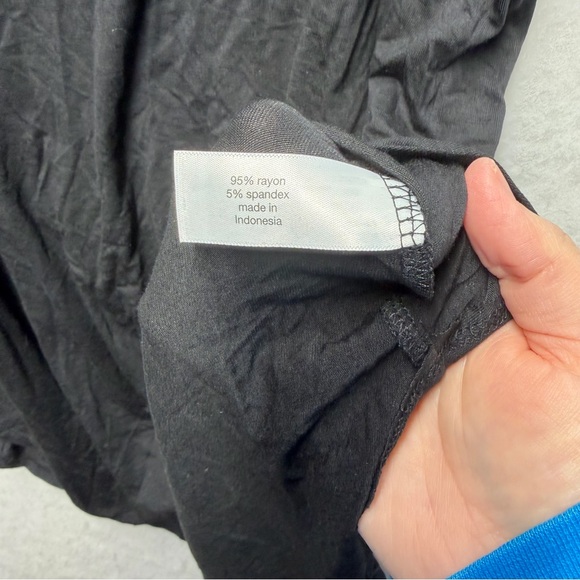 95% rayon
5% spandex
made in
Indonesia